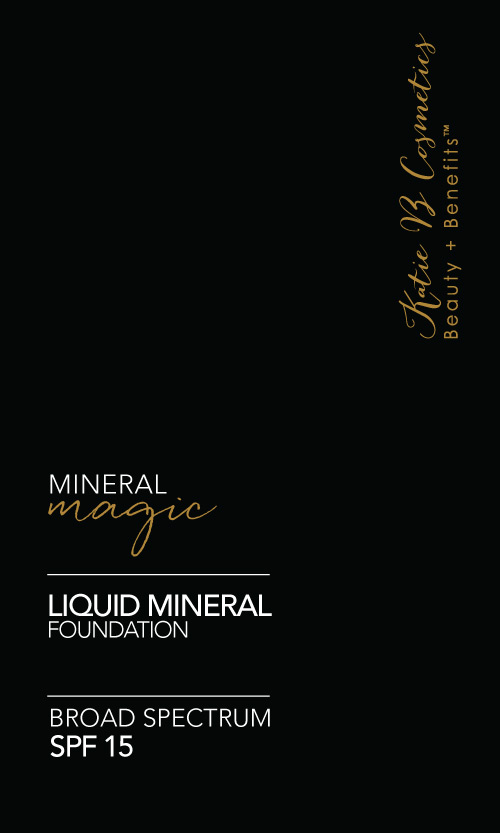 Katie B Cosmetics
Beauty + Benefits™
MINERAL
magic
LIQUID MINERAL
FOUNDATION
BROAD SPECTRUM
SPF 15